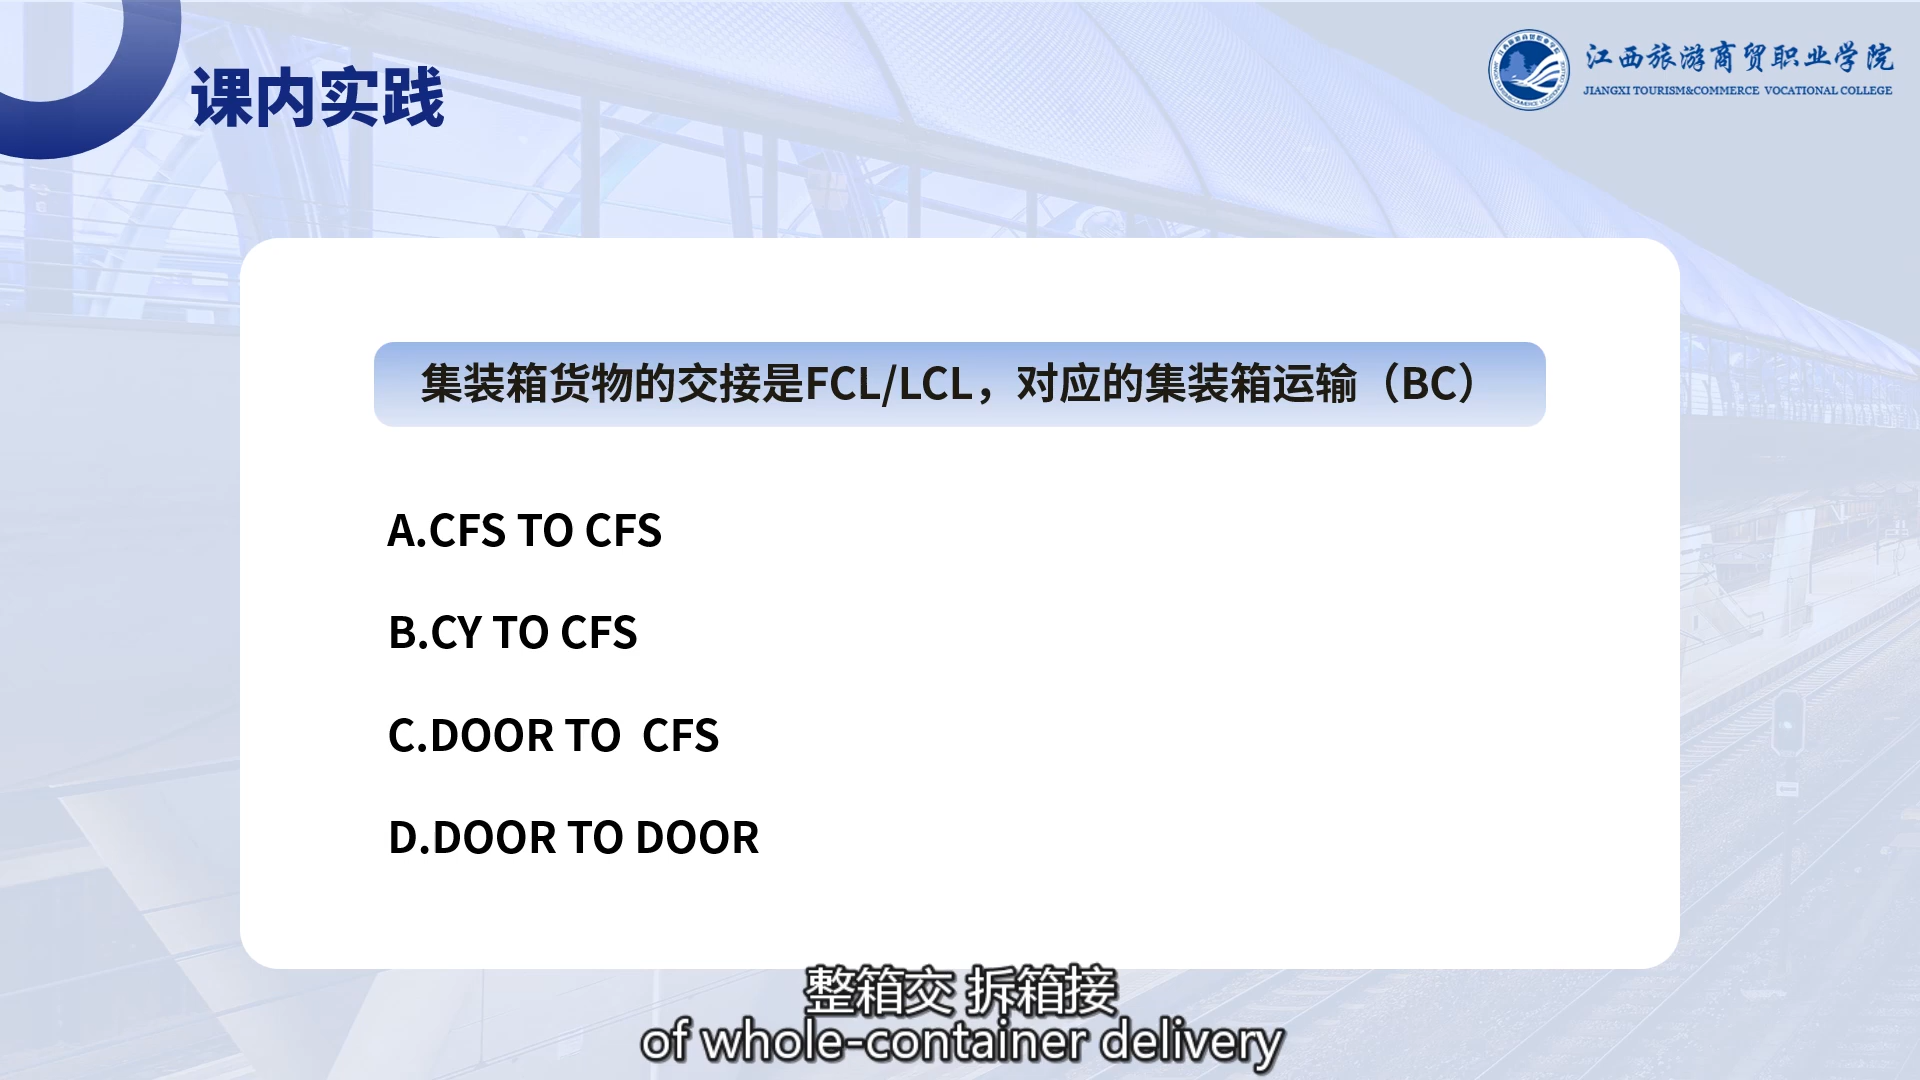 课内实践
江西旅游商贸职业学院
JIANGXI TOURISM&COMMERCE VOCATIONAL COLLEGE
集装箱货物的交接是FCL/LCL，对应的集装箱运输（BC）
A.CFS TO CFS
B.CY TO CFS
C.DOOR TO CFS
D.DOOR TO DOOR
整箱交 拆箱接
of whole-container delivery